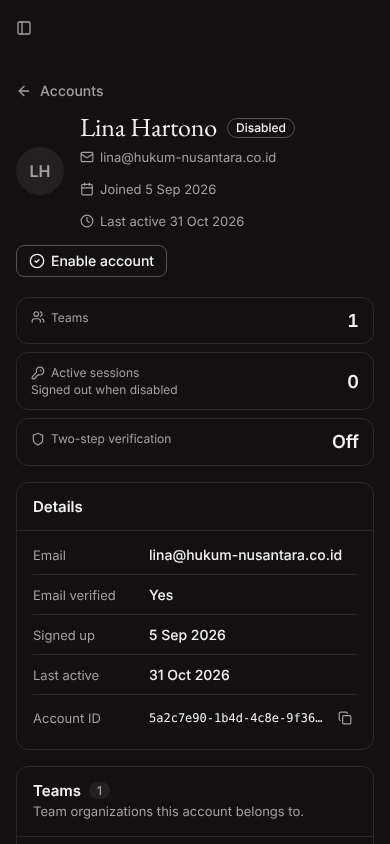 Accounts
Lina Hartono Disabled
LH
lina@hukum-nusantara.co.id
Joined 5 Sep 2026
Last active 31 Oct 2026
Enable account
Teams 1
Active sessions
Signed out when disabled
0
Two-step verification Off
Details
Email lina@hukum-nusantara.co.id
Email verified Yes
Signed up 5 Sep 2026
Last active 31 Oct 2026
Account ID 5a2c7e90-1b4d-4c8e-9f36…
Teams 1
Team organizations this account belongs to.